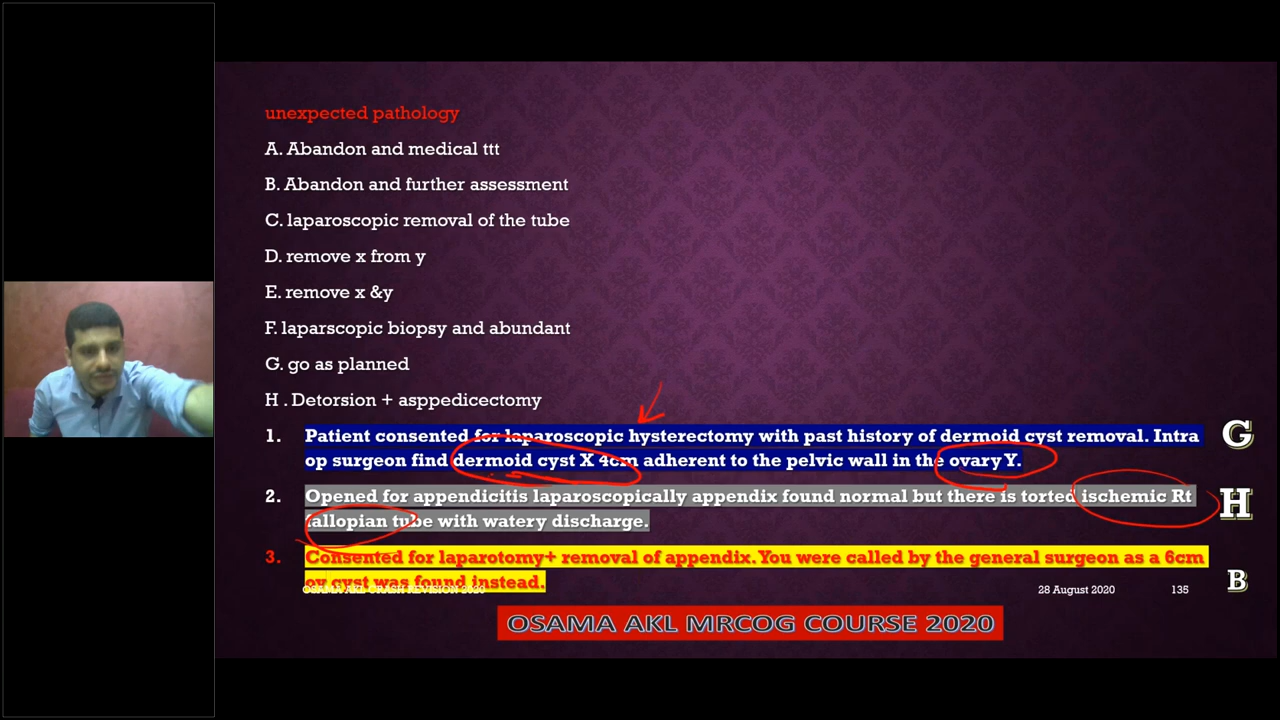 unexpected pathology
A. Abandon and medical ttt
B. Abandon and further assessment
C. laparoscopic removal of the tube
D. remove x from y
E. remove x &y
F. laparscopic biopsy and abundant
G. go as planned
H . Detorsion + asppedicectomy
1. Patient consented for laparoscopic hysterectomy with past history of dermoid cyst removal. Intra
op surgeon find dermoid cyst X 4cm adherent to the pelvic wall in the ovary Y.
G
2. Opened for appendicitis laparoscopically appendix found normal but there is torted ischemic Rt
fallopian tube with watery discharge.
H
3. Consented for laparotomy+ removal of appendix. You were called by the general surgeon as a 6cm
ov cyst was found instead.
B
OSAMA AKL CRASH REVISION 2020
28 August 2020
135
OSAMA AKL MRCOG COURSE 2020